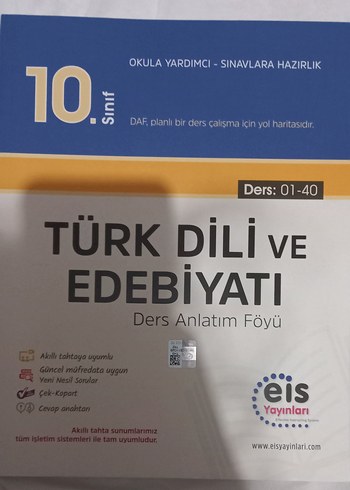 OKULA YARDIMCI - SINAVLARA HAZIRLIK
10. Sınıf
DAF, planlı bir ders çalışma için yol haritasıdır.
Ders: 01-40
TÜRK DİLİ VE
EDEBİYATI
Ders Anlatım Föyü
Akıllı tahtaya uyumlu
Güncel müfredata uygun
Yeni Nesil Sorular
Çek-Kopart
Cevap anahtarı
eis
Yayınları
Akıllı tahta sunumlarımız
tüm işletim sistemleri ile tam uyumludur.
www.eisyayinlari.com